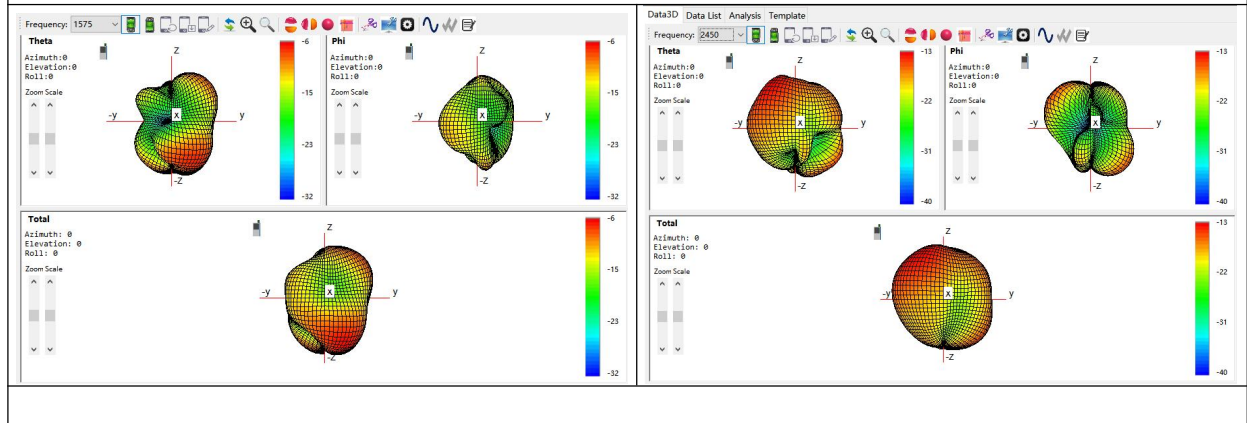 Frequency: 1575
Theta
Azimuth:0
Elevation:0
Roll:0
Zoom Scale
Z
-y
X
y
-Z
-6
-15
-23
-32
Phi
Azimuth:0
Elevation:0
Roll:0
Zoom Scale
Z
-y
X
y
-Z
-6
-15
-23
-32
Total
Azimuth: 0
Elevation: 0
Roll: 0
Zoom Scale
Z
-y
X
y
-Z
-6
-15
-23
-32
Data3D Data List Analysis Template
Frequency: 2450
Theta
Azimuth:0
Elevation:0
Roll:0
Zoom Scale
Z
-y
X
y
-Z
-13
-22
-31
-40
Phi
Azimuth:0
Elevation:0
Roll:0
Zoom Scale
Z
-y
X
y
-Z
-13
-22
-31
-40
Total
Azimuth: 0
Elevation: 0
Roll: 0
Zoom Scale
Z
-y
X
y
-Z
-13
-22
-31
-40